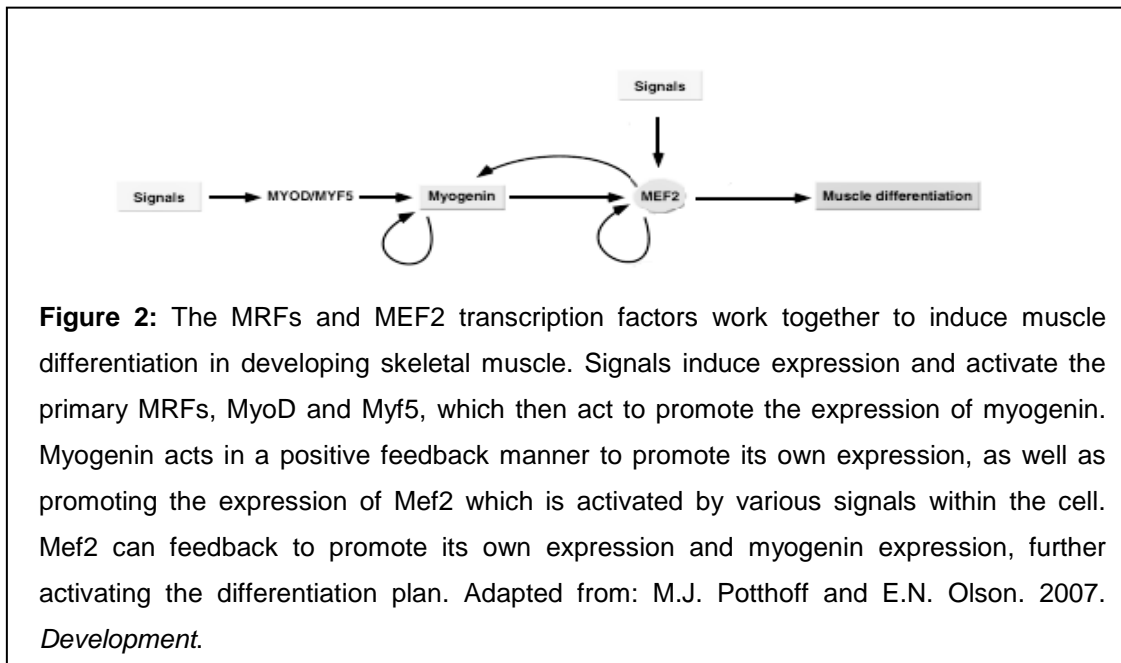 Signals
Signals
MYOD/MYF5
Myogenin
MEF2
Muscle differentiation
Figure 2: The MRFs and MEF2 transcription factors work together to induce muscle
differentiation in developing skeletal muscle. Signals induce expression and activate the
primary MRFs, MyoD and Myf5, which then act to promote the expression of myogenin.
Myogenin acts in a positive feedback manner to promote its own expression, as well as
promoting the expression of Mef2 which is activated by various signals within the cell.
Mef2 can feedback to promote its own expression and myogenin expression, further
activating the differentiation plan. Adapted from: M.J. Potthoff and E.N. Olson. 2007.
Development.